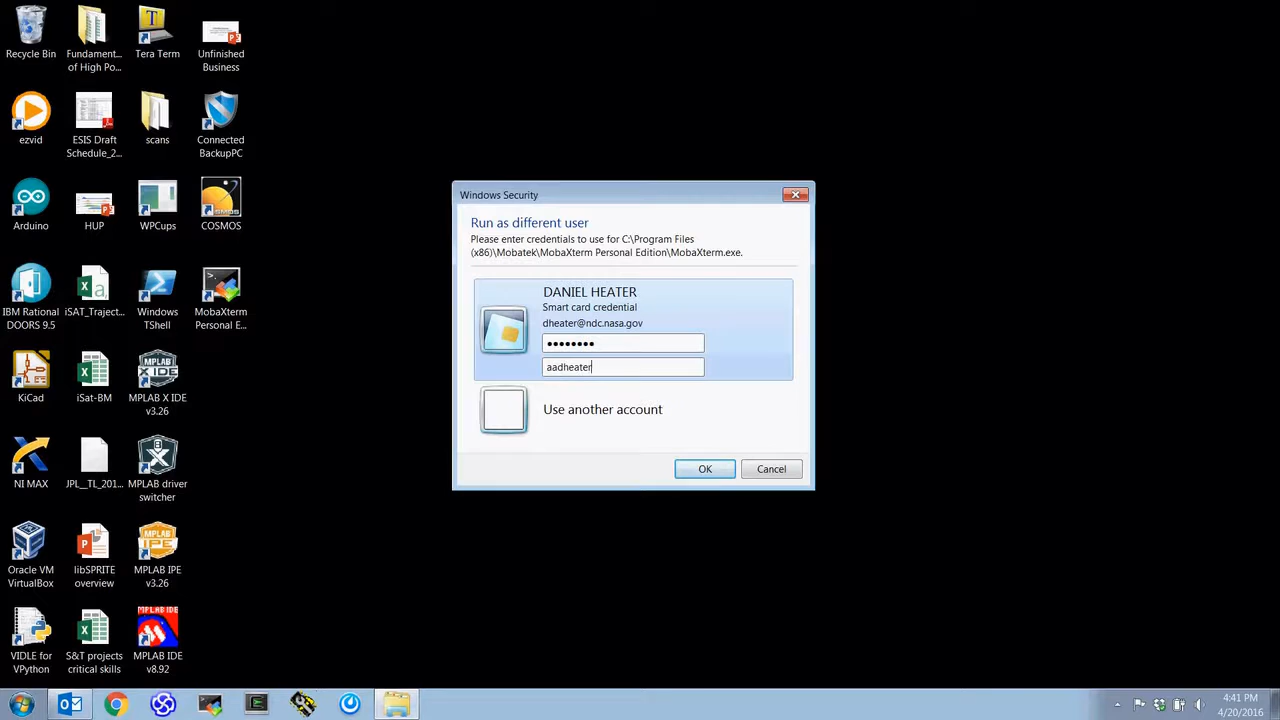 Recycle Bin
Fundament...
of High Po...
Tera Term
Unfinished
Business
ezvid
ESIS Draft
Schedule_2...
scans
Connected
BackupPC
Arduino
HUP
WPCups
COSMOS
IBM Rational
DOORS 9.5
iSAT_Traject...
Windows
TShell
MobaXterm
Personal E...
KiCad
iSat-BM
MPLAB X IDE
v3.26
NI MAX
JPL__TL_201...
MPLAB driver
switcher
Oracle VM
VirtualBox
libSPRITE
overview
MPLAB IPE
v3.26
VIDLE for
VPython
S&T projects
critical skills
MPLAB IDE
v8.92
Windows Security
Run as different user
Please enter credentials to use for C:\Program Files
(x86)\Mobatek\MobaXterm Personal Edition\MobaXterm.exe.
DANIEL HEATER
Smart card credential
dheater@ndc.nasa.gov
●●●●●●●●
aadheater
Use another account
OK
Cancel
4:41 PM
4/20/2016